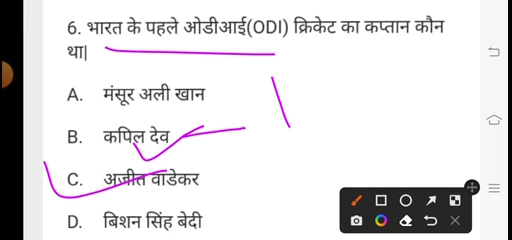 6. भारत के पहले ओडीआई(ODI) क्रिकेट का कप्तान कौन
था|
A. मंसूर अली खान
B. कपिल देव
C. अजीत वाडेकर
D. बिशन सिंह बेदी